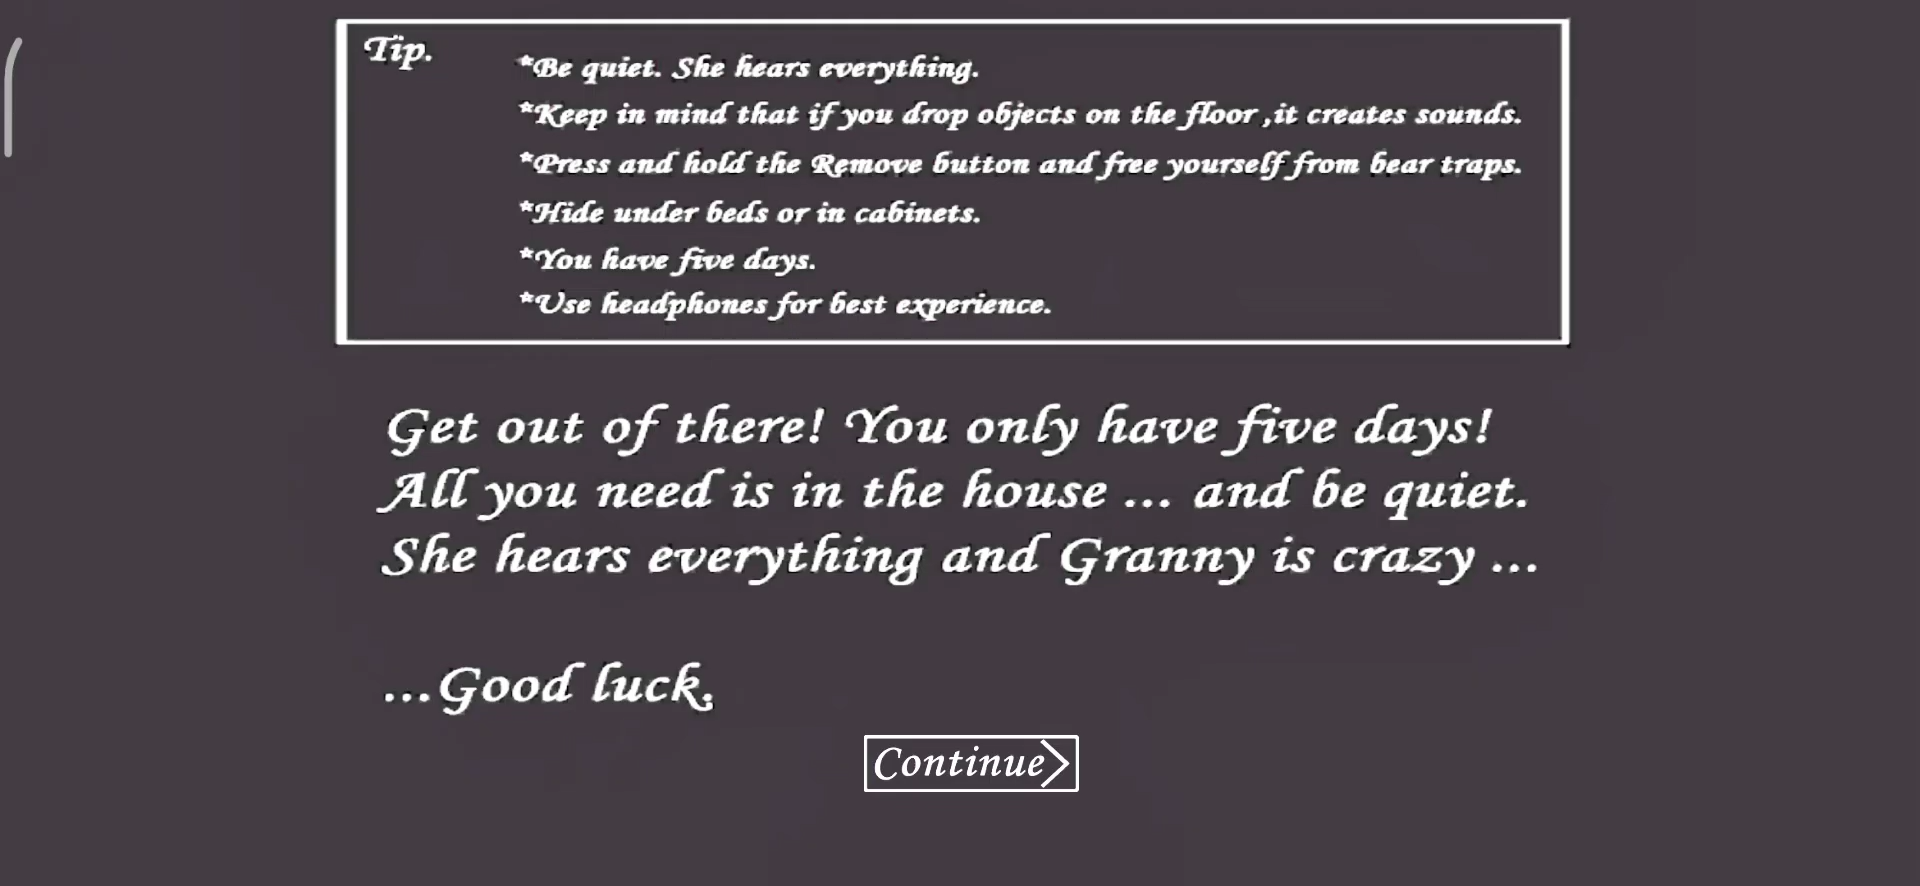 Tip.
*Be quiet. She hears everything.
*Keep in mind that if you drop objects on the floor ,it creates sounds.
*Press and hold the Remove button and free yourself from bear traps.
*Hide under beds or in cabinets.
*You have five days.
*Use headphones for best experience.
Get out of there! You only have five days!
All you need is in the house ... and be quiet.
She hears everything and Granny is crazy ...
...Good luck.
Continue